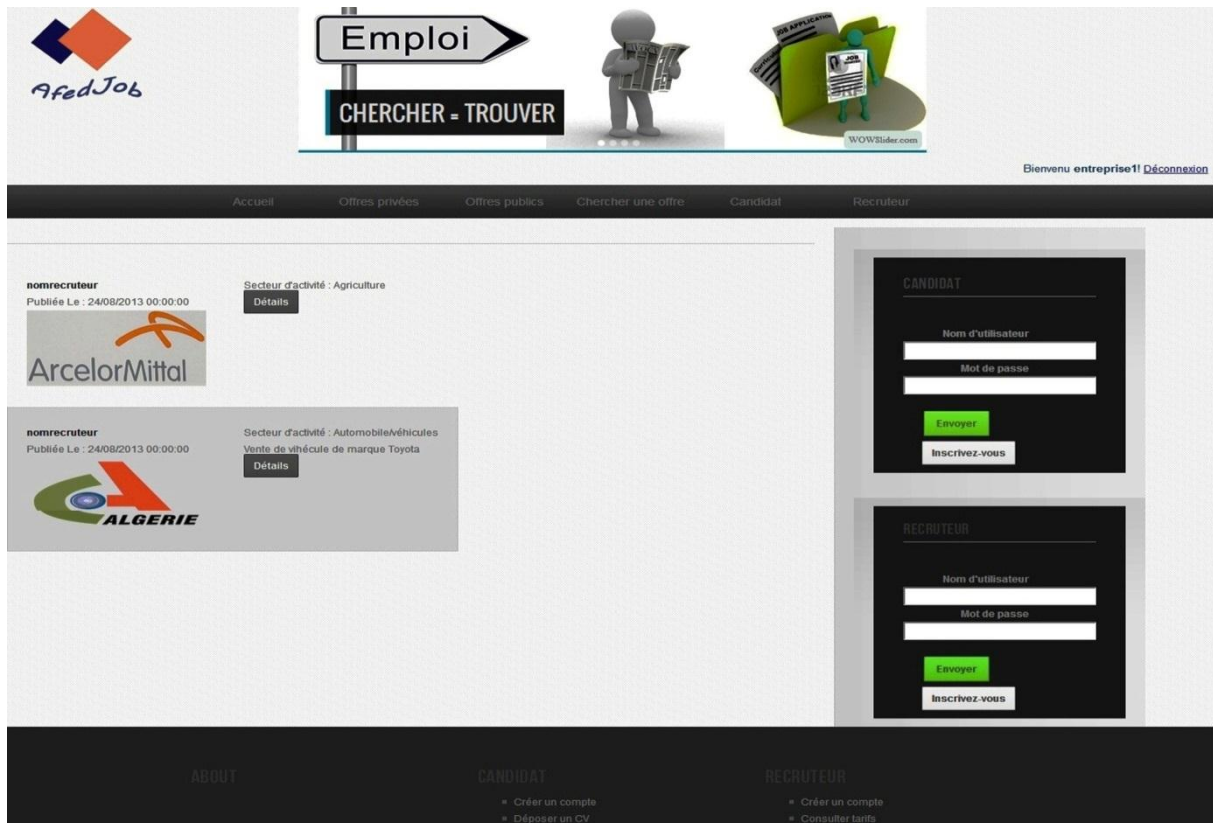 AfedJob
Emploi
CHERCHER = TROUVER
JOB APPLICATION
JOB
WOWSlider.com
Bienvenu entreprise1! Déconnexion
Accueil Offres privées Offres publics Chercher une offre Candidat Recruteur
nomrecruteur
Publiée Le : 24/08/2013 00:00:00
Secteur d'activité : Agriculture
Détails
ArcelorMittal
nomrecruteur
Publiée Le : 24/08/2013 00:00:00
Secteur d'activité : Automobile/véhicules
Vente de vihécule de marque Toyota
Détails
ALGERIE
CANDIDAT
Nom d'utilisateur
Mot de passe
Envoyer
Inscrivez-vous
RECRUTEUR
Nom d'utilisateur
Mot de passe
Envoyer
Inscrivez-vous
ABOUT
CANDIDAT
Créer un compte
Déposer un CV
RECRUTEUR
Créer un compte
Consulter tarifs